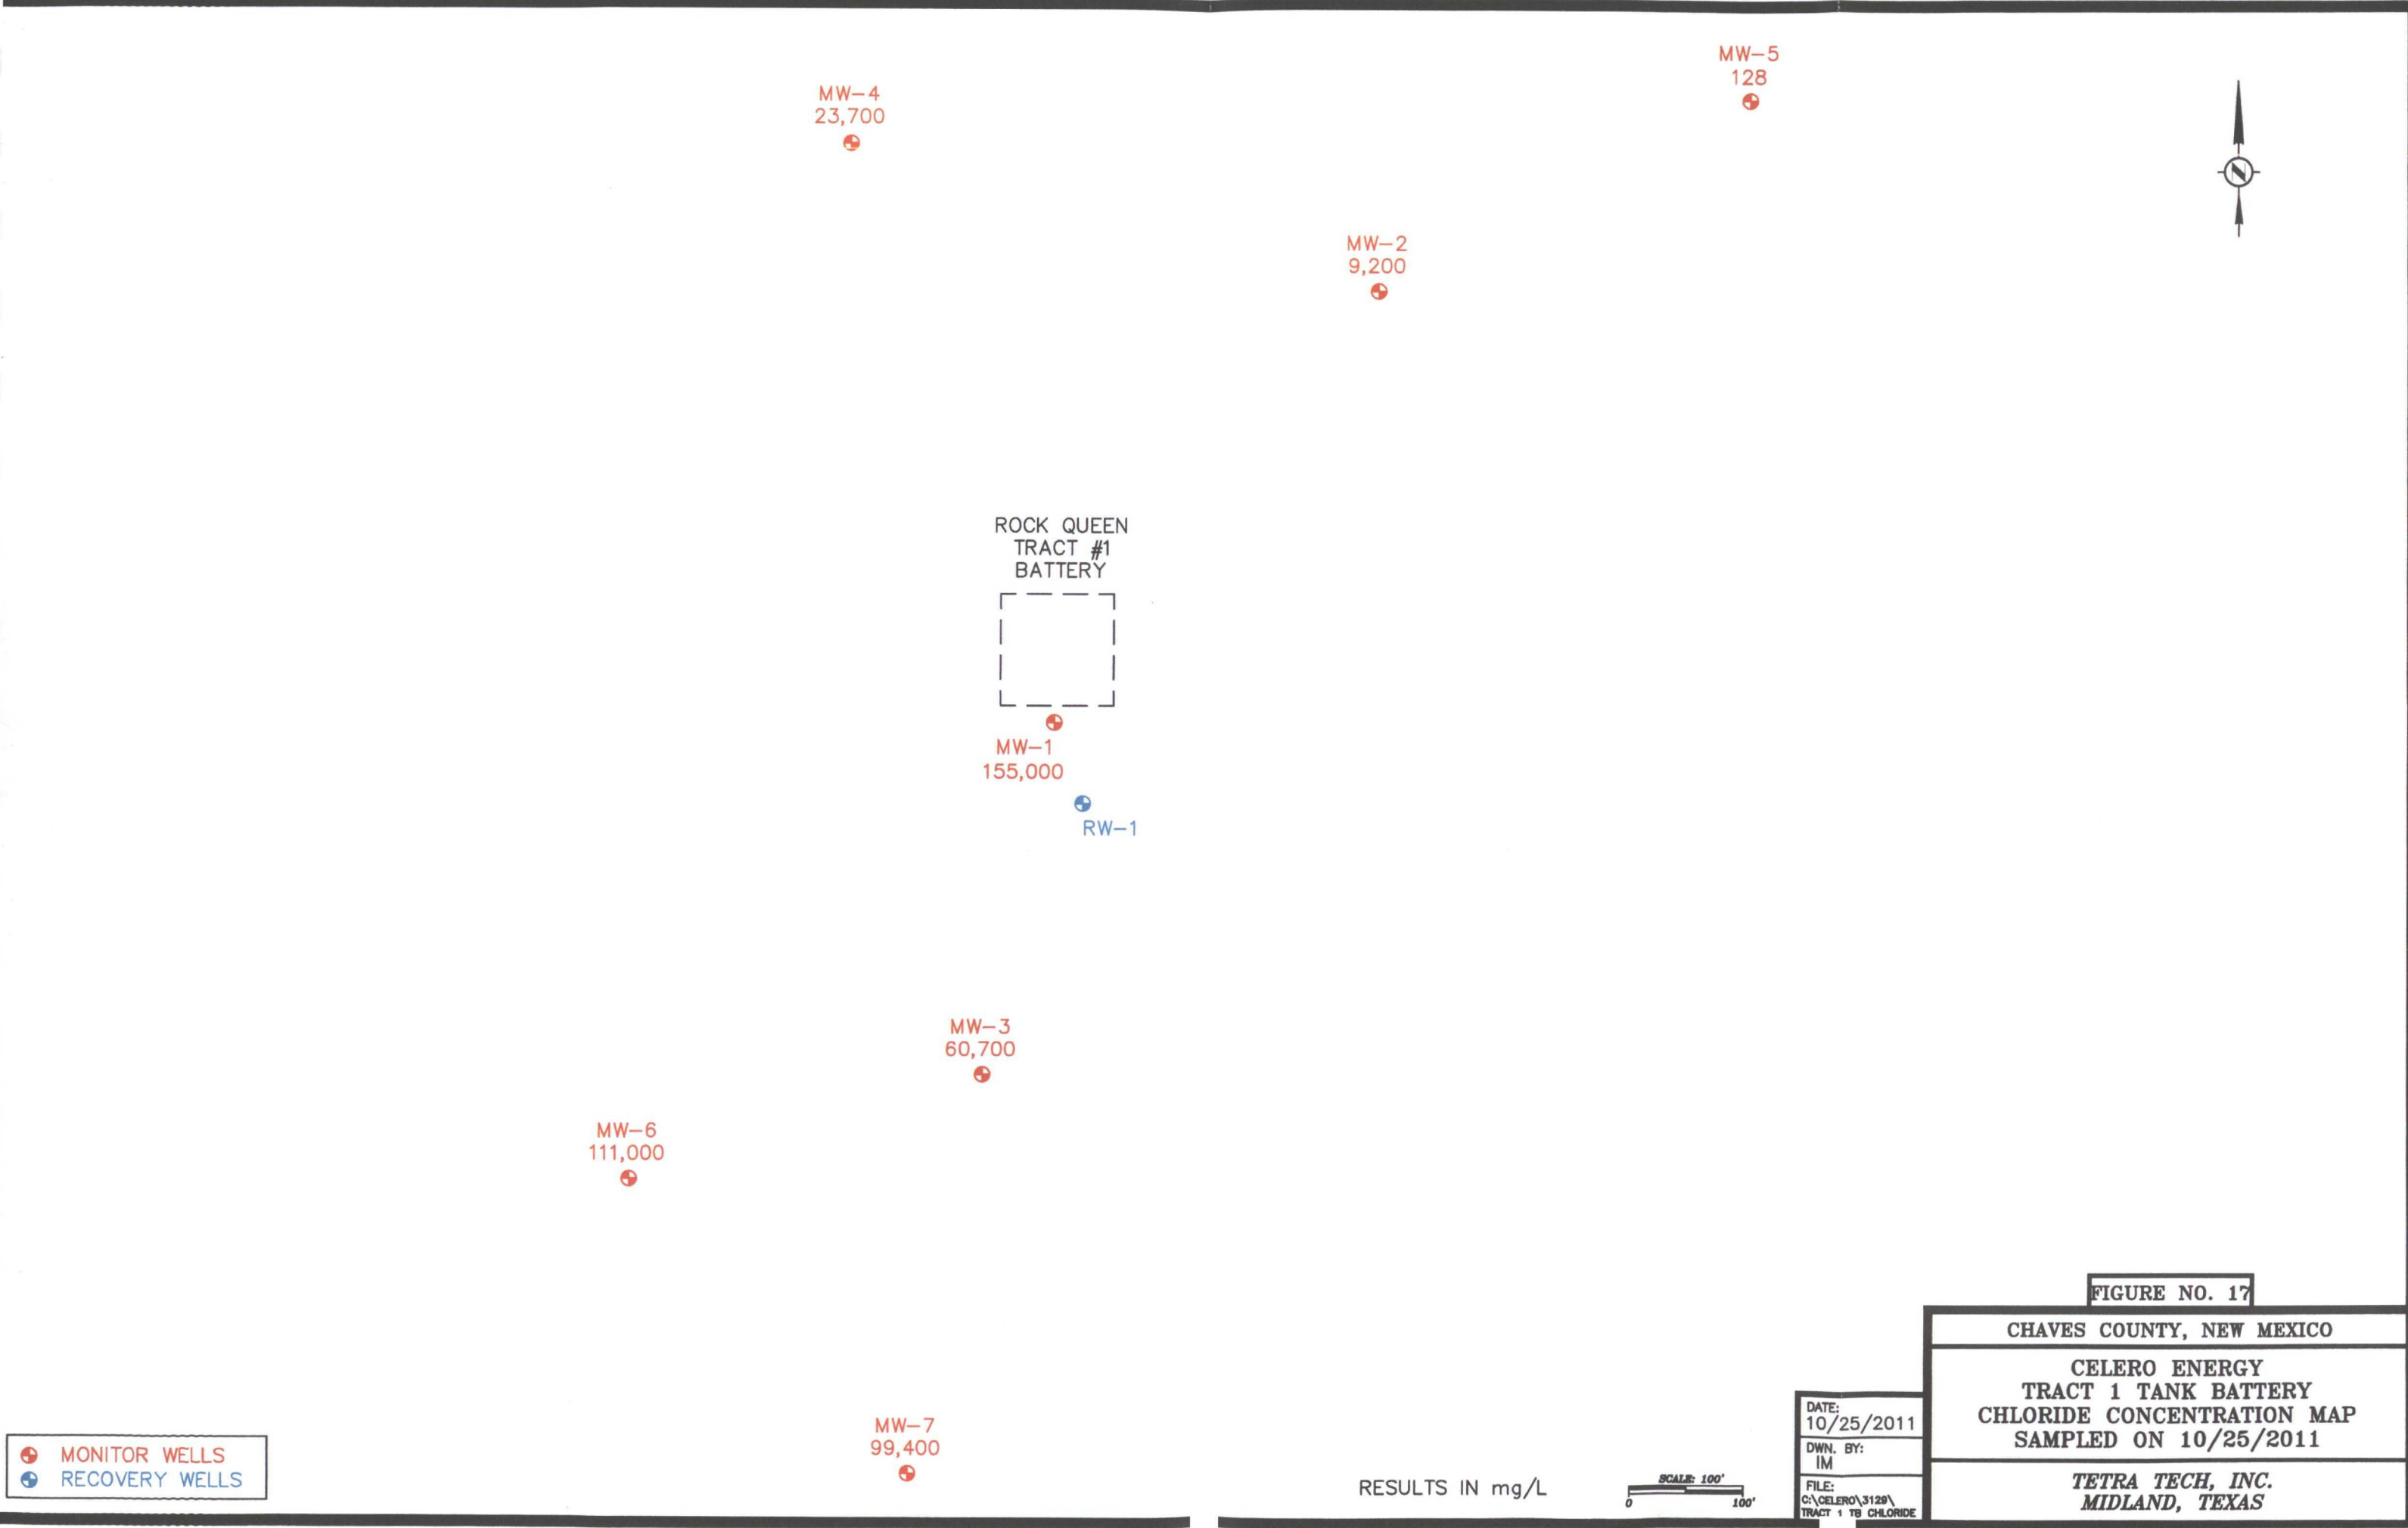 MW-5
128
MW-4
23,700
N
MW-2
9,200
ROCK QUEEN
TRACT #1
BATTERY
MW-1
155,000
RW-1
MW-3
60,700
MW-6
111,000
MW-7
99,400
MONITOR WELLS
RECOVERY WELLS
RESULTS IN mg/L
SCALE: 100'
0 100'
DATE:
10/25/2011
DWN. BY:
IM
FILE:
C:\CELERO\3129\
TRACT 1 TB CHLORIDE
FIGURE NO. 17
CHAVES COUNTY, NEW MEXICO
CELERO ENERGY
TRACT 1 TANK BATTERY
CHLORIDE CONCENTRATION MAP
SAMPLED ON 10/25/2011
TETRA TECH, INC.
MIDLAND, TEXAS